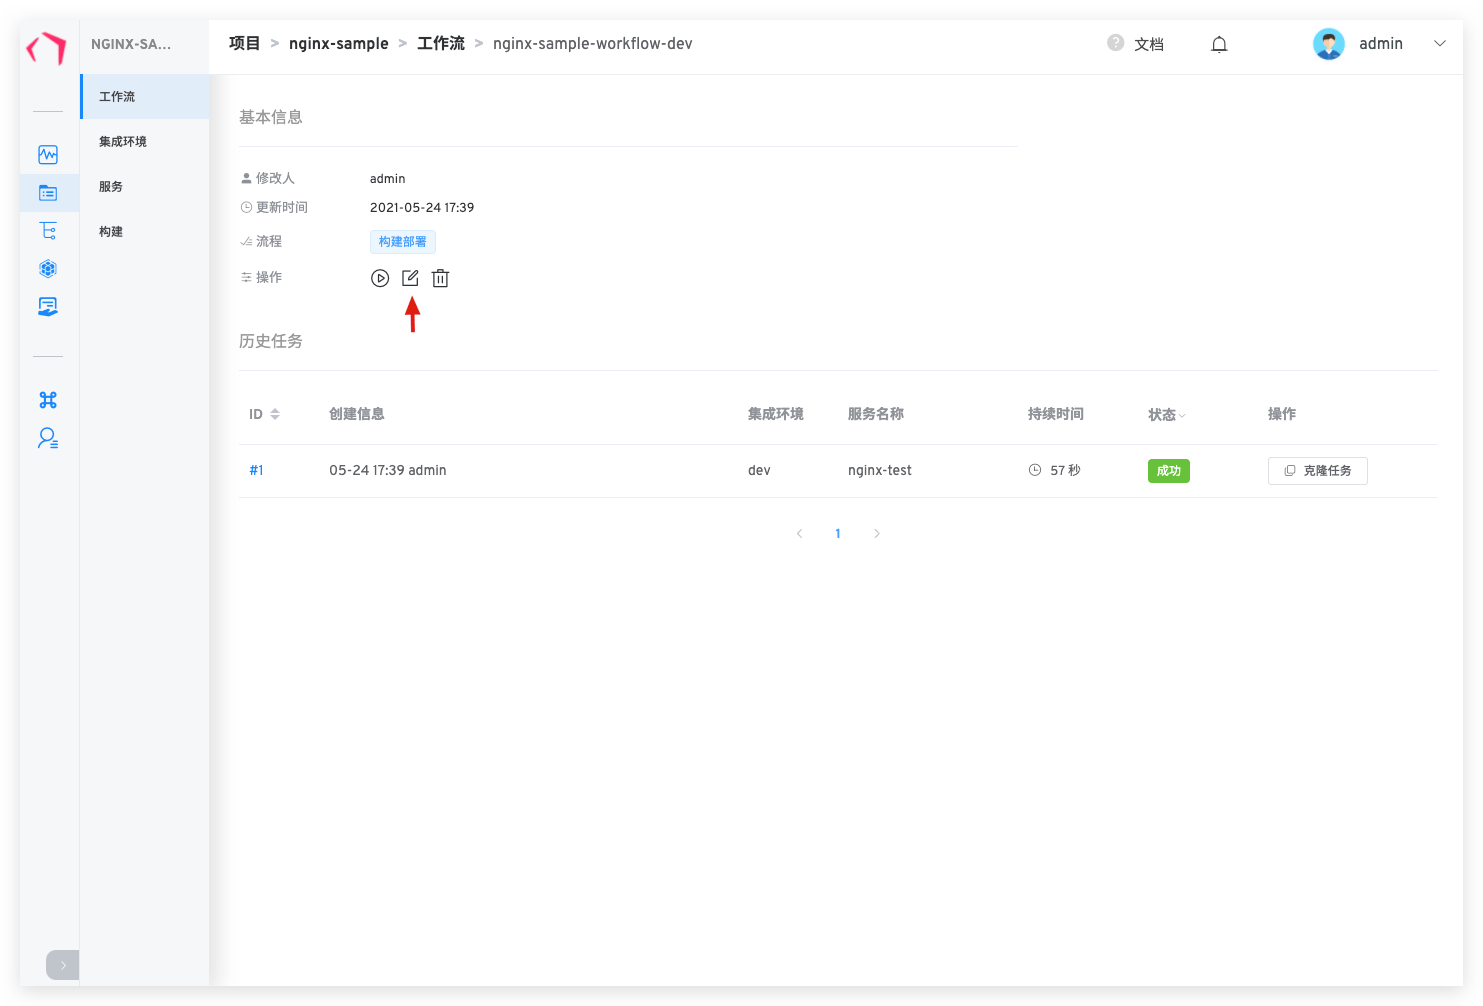 NGINX-SA...
项目 > nginx-sample > 工作流 > nginx-sample-workflow-dev
? 文档
admin
工作流
集成环境
服务
构建
基本信息
修改人 admin
更新时间 2021-05-24 17:39
流程 构建部署
操作
历史任务
ID 创建信息 集成环境 服务名称 持续时间 状态 操作
#1 05-24 17:39 admin dev nginx-test 57 秒 成功 克隆任务
< 1 >